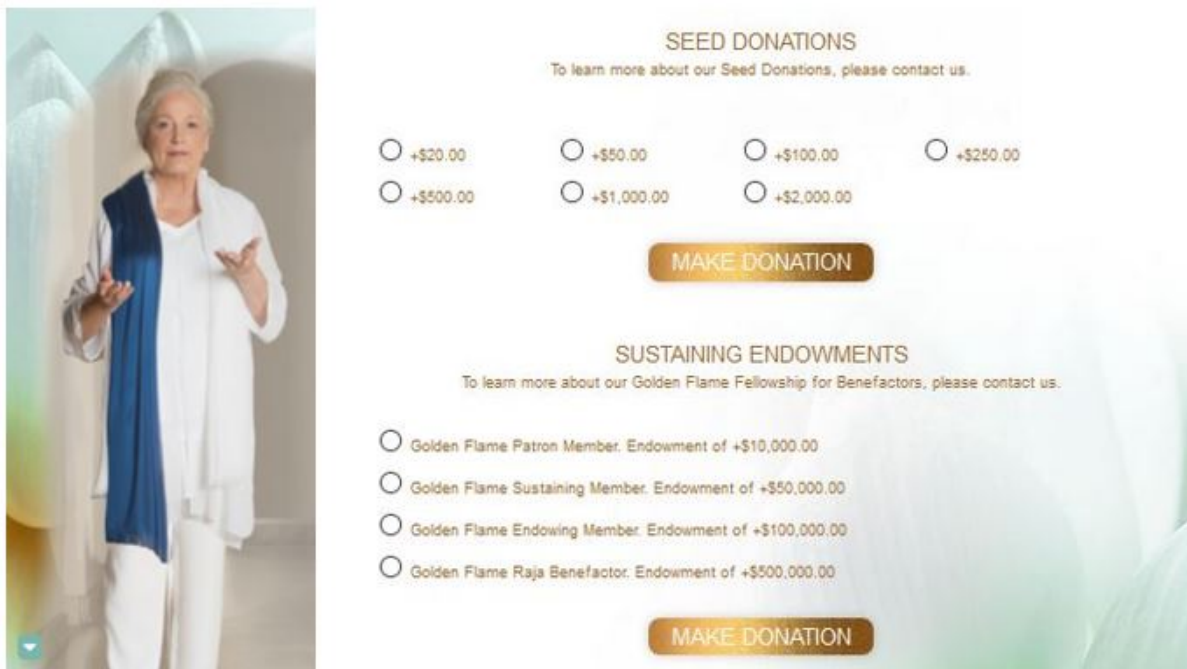 SEED DONATIONS
To learn more about our Seed Donations, please contact us.
+$20.00 +$50.00 +$100.00 +$250.00
+$500.00 +$1,000.00 +$2,000.00
MAKE DONATION
SUSTAINING ENDOWMENTS
To learn more about our Golden Flame Fellowship for Benefactors, please contact us.
Golden Flame Patron Member. Endowment of +$10,000.00
Golden Flame Sustaining Member. Endowment of +$50,000.00
Golden Flame Endowing Member. Endowment of +$100,000.00
Golden Flame Raja Benefactor. Endowment of +$500,000.00
MAKE DONATION